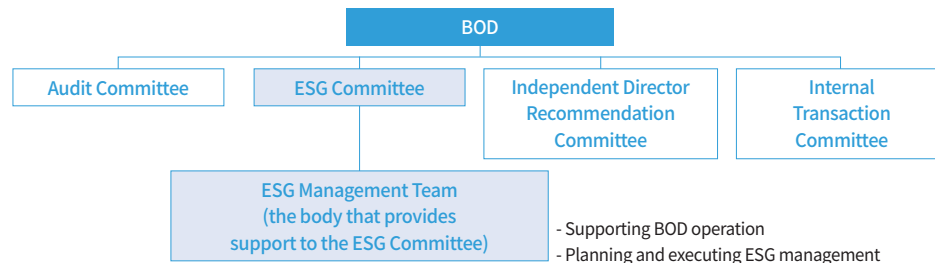 BOD
Audit Committee
ESG Committee
Independent Director
Recommendation
Committee
Internal
Transaction
Committee
ESG Management Team
(the body that provides
support to the ESG Committee)
- Supporting BOD operation
- Planning and executing ESG management